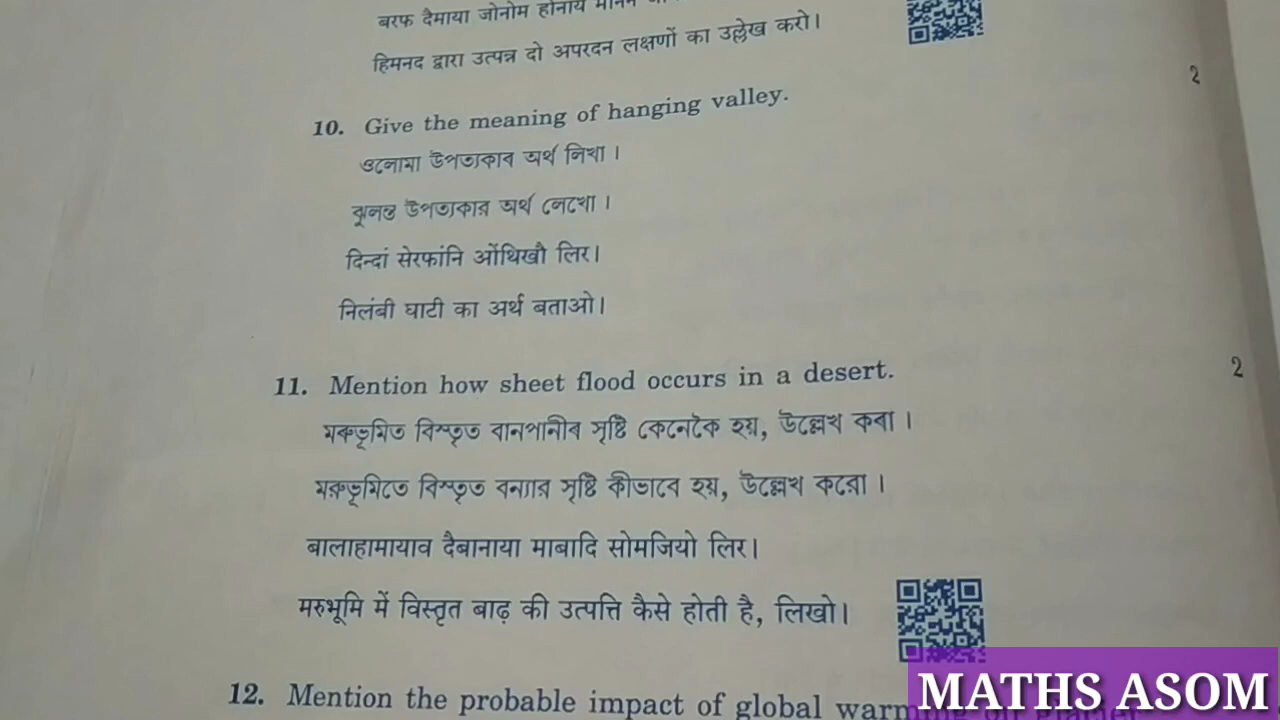 बरफ दैमाया जोनोम होनाय
हिमनद द्वारा उत्पन्न दो अपरदन लक्षणों का उल्लेख करो।
2
10. Give the meaning of hanging valley.
ওলোমা উপত্যকাৰ অৰ্থ লিখা ।
ঝুলন্ত উপত্যকার অর্থ লেখো ।
दिन्दां सेरफांनि ओंथिखौ लिर।
निलंबी घाटी का अर्थ बताओ।
11. Mention how sheet flood occurs in a desert. 2
মৰুভূমিত বিস্তৃত বানপানীৰ সৃষ্টি কেনেকৈ হয়, উল্লেখ কৰা ।
মরুভূমিতে বিস্তৃত বন্যার সৃষ্টি কীভাবে হয়, উল্লেখ করো ।
बालाहामायाव दैबानाया माबादि सोमजियो लिर।
मरुभूमि में विस्तृत बाढ़ की उत्पत्ति कैसे होती है, लिखो।
12. Mention the probable impact of global warming on
MATHS ASOM